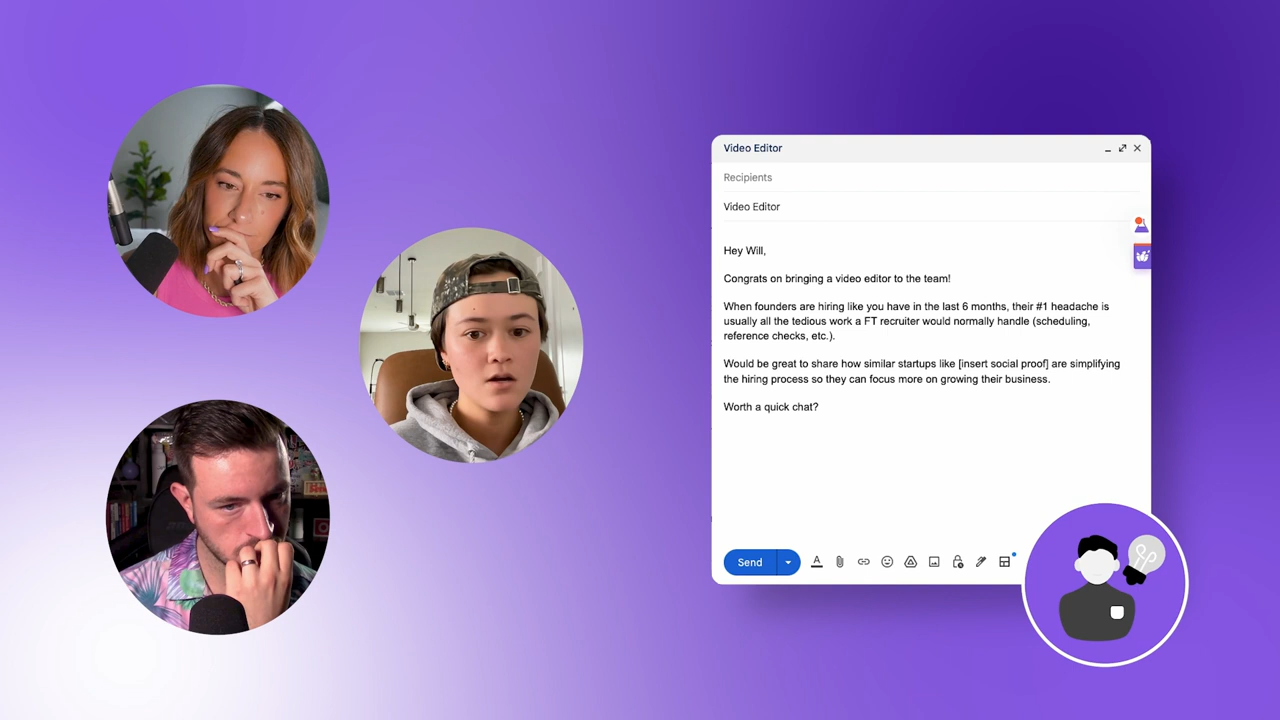 Video Editor
Recipients
Video Editor
Hey Will,
Congrats on bringing a video editor to the team!
When founders are hiring like you have in the last 6 months, their #1 headache is
usually all the tedious work a FT recruiter would normally handle (scheduling,
reference checks, etc.).
Would be great to share how similar startups like [insert social proof] are simplifying
the hiring process so they can focus more on growing their business.
Worth a quick chat?
Send